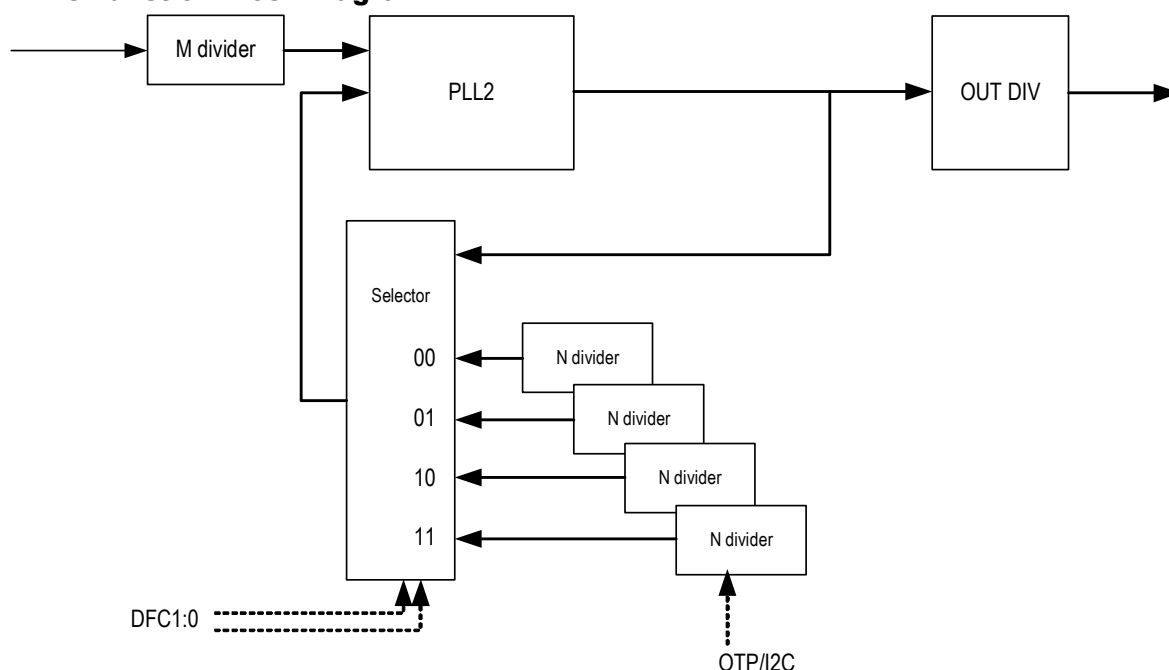 M divider
PLL2
OUT DIV
Selector
00
N divider
01
N divider
10
N divider
11
N divider
DFC1:0
OTP/I2C